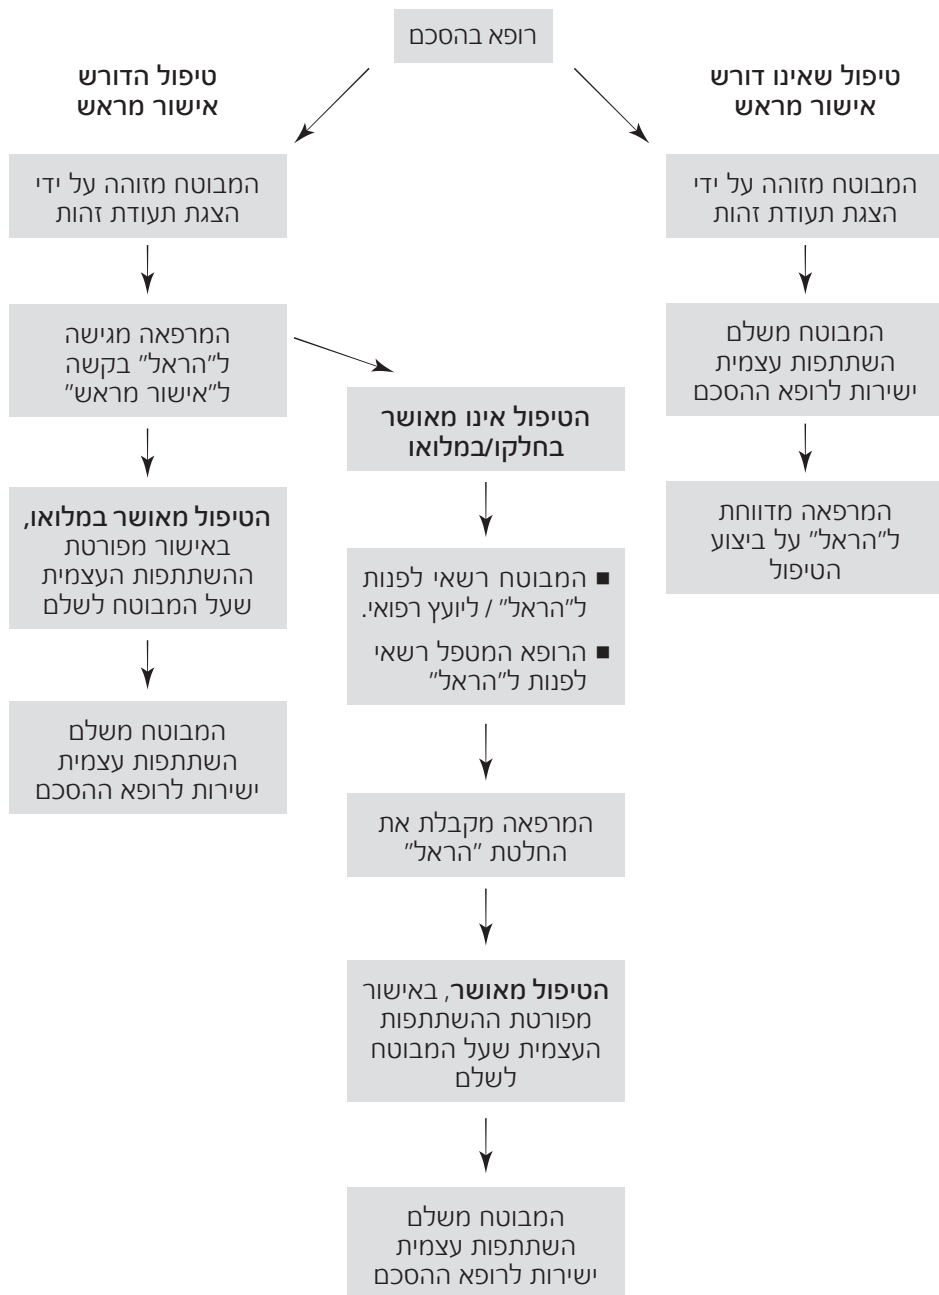 רופא בהסכם
טיפול שאינו דורש
אישור מראש
המבוטח מזוהה על ידי
הצגת תעודת זהות
המבוטח משלם
השתתפות עצמית
ישירות לרופא ההסכם
המרפאה מדווחת
ל"הראל" על ביצוע
הטיפול
טיפול הדורש
אישור מראש
המבוטח מזוהה על ידי
הצגת תעודת זהות
המרפאה מגישה
ל"הראל" בקשה
ל"אישור מראש"
הטיפול מאושר במלואו,
באישור מפורטת
ההשתתפות העצמית
שעל המבוטח לשלם
המבוטח משלם
השתתפות עצמית
ישירות לרופא ההסכם
הטיפול אינו מאושר
בחלקו/במלואו
■ המבוטח רשאי לפנות
ל"הראל" / ליועץ רפואי.
■ הרופא המטפל רשאי
לפנות ל"הראל"
המרפאה מקבלת את
החלטת "הראל"
הטיפול מאושר, באישור
מפורטת ההשתתפות
העצמית שעל המבוטח
לשלם
המבוטח משלם
השתתפות עצמית
ישירות לרופא ההסכם